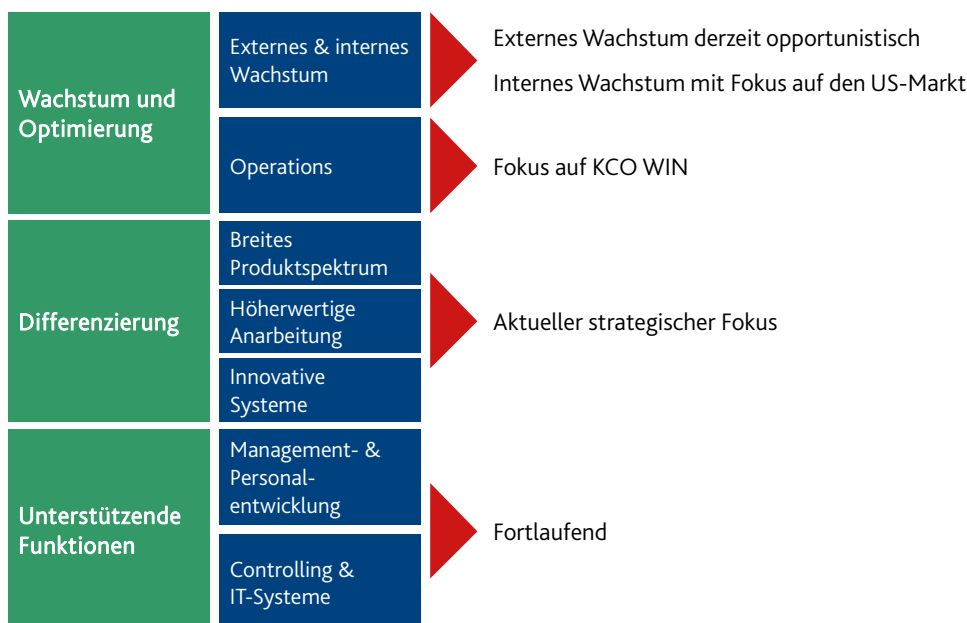 Wachstum und
Optimierung
Externes & internes
Wachstum
Externes Wachstum derzeit opportunistisch
Internes Wachstum mit Fokus auf den US-Markt
Operations
Fokus auf KCO WIN
Differenzierung
Breites
Produktspektrum
Höherwertige
Anarbeitung
Innovative
Systeme
Aktueller strategischer Fokus
Unterstützende
Funktionen
Management- &
Personal-
entwicklung
Controlling &
IT-Systeme
Fortlaufend